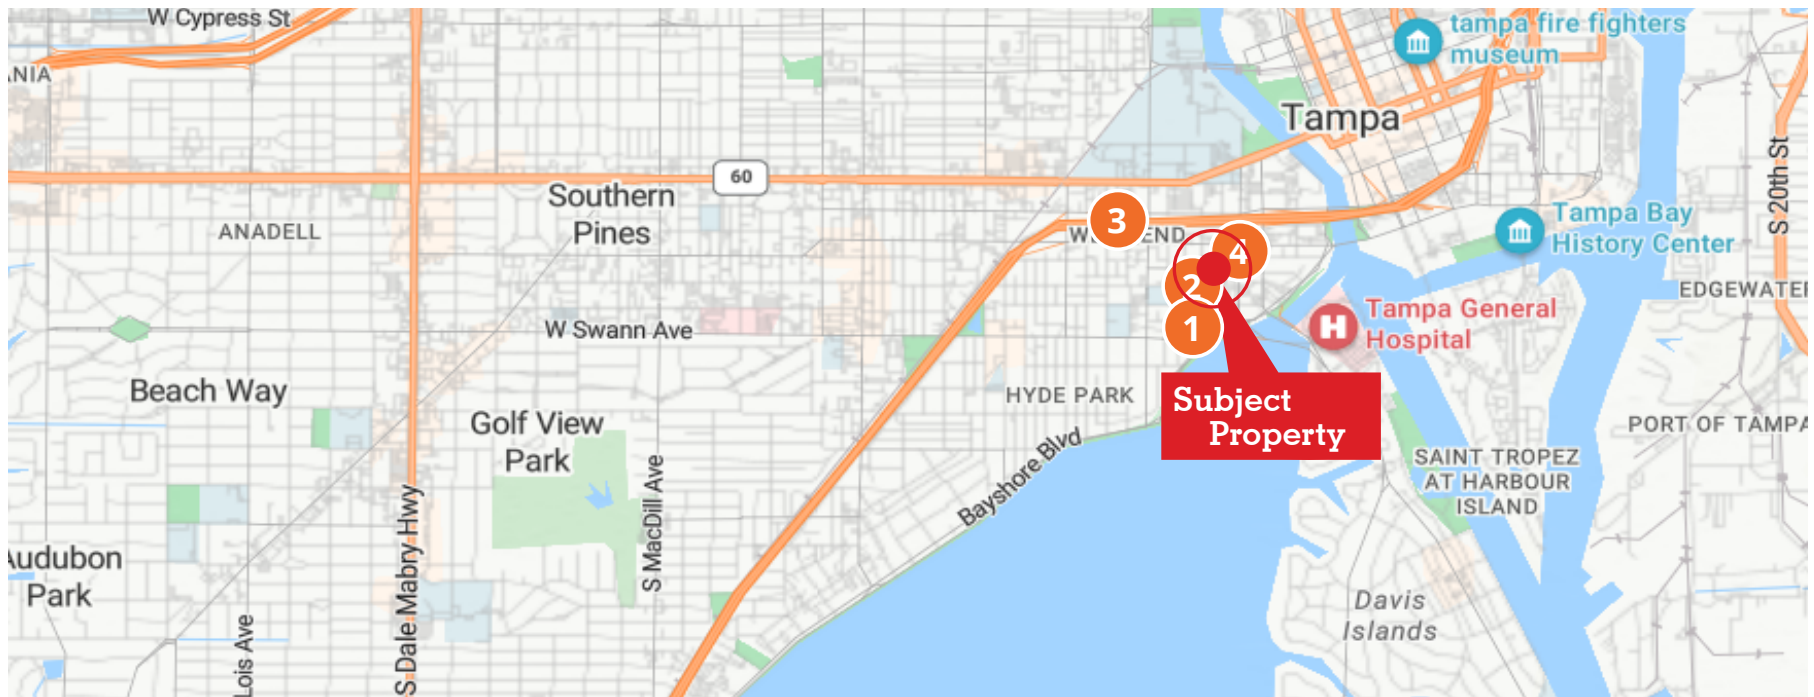 W Cypress St
tampa fire fighters
museum
NIA
Tampa
60
Southern
Pines
S 20th St
ANADELL
3
WEST END
Tampa Bay
History Center
4
2
1
EDGEWATER
W Swann Ave
Tampa General
Hospital
H
Beach Way
HYDE PARK
Subject
Property
Golf View
Park
Bayshore Blvd
PORT OF TAMPA
SAINT TROPEZ
AT HARBOUR
ISLAND
S MacDill Ave
S Dale Mabry Hwy
Audubon
Park
Davis
Islands
Lois Ave